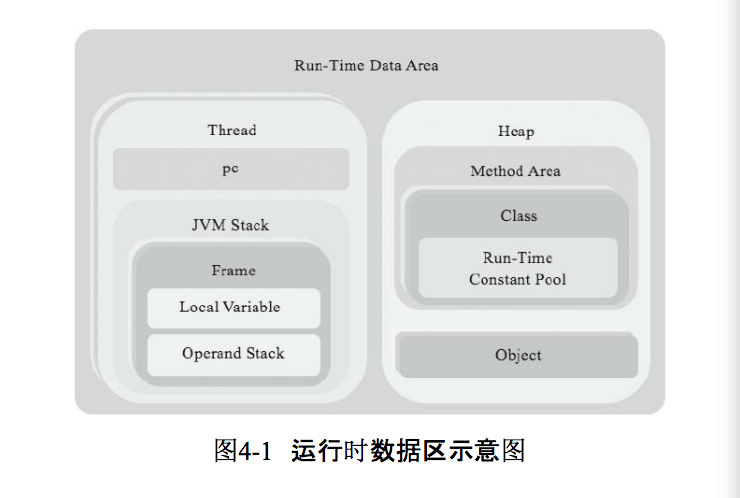 Run-Time Data Area
Thread
pc
JVM Stack
Frame
Local Variable
Operand Stack
Heap
Method Area
Class
Run-Time
Constant Pool
Object
图4-1 运行时数据区示意图